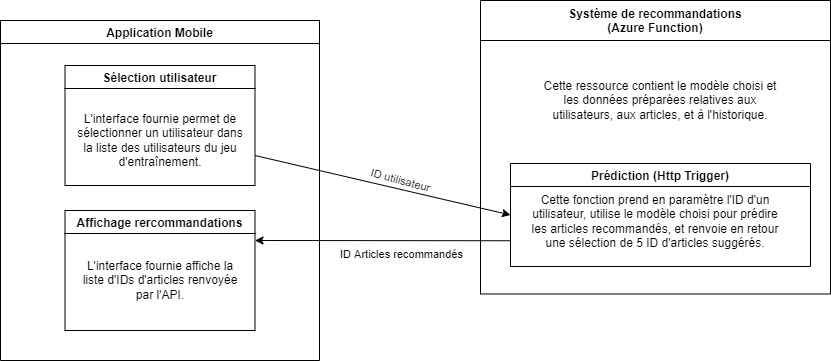 Application Mobile
Sélection utilisateur
L'interface fournie permet de
sélectionner un utilisateur dans
la liste des utilisateurs du jeu
d'entraînement.
Affichage rercommandations
L'interface fournie affiche la
liste d'IDs d'articles renvoyée
par l'API.
ID utilisateur
ID Articles recommandés
Système de recommandations
(Azure Function)
Cette ressource contient le modèle choisi et
les données préparées relatives aux
utilisateurs, aux articles, et à l'historique.
Prédiction (Http Trigger)
Cette fonction prend en paramètre l'ID d'un
utilisateur, utilise le modèle choisi pour prédire
les articles recommandés, et renvoie en retour
une sélection de 5 ID d'articles suggérés.